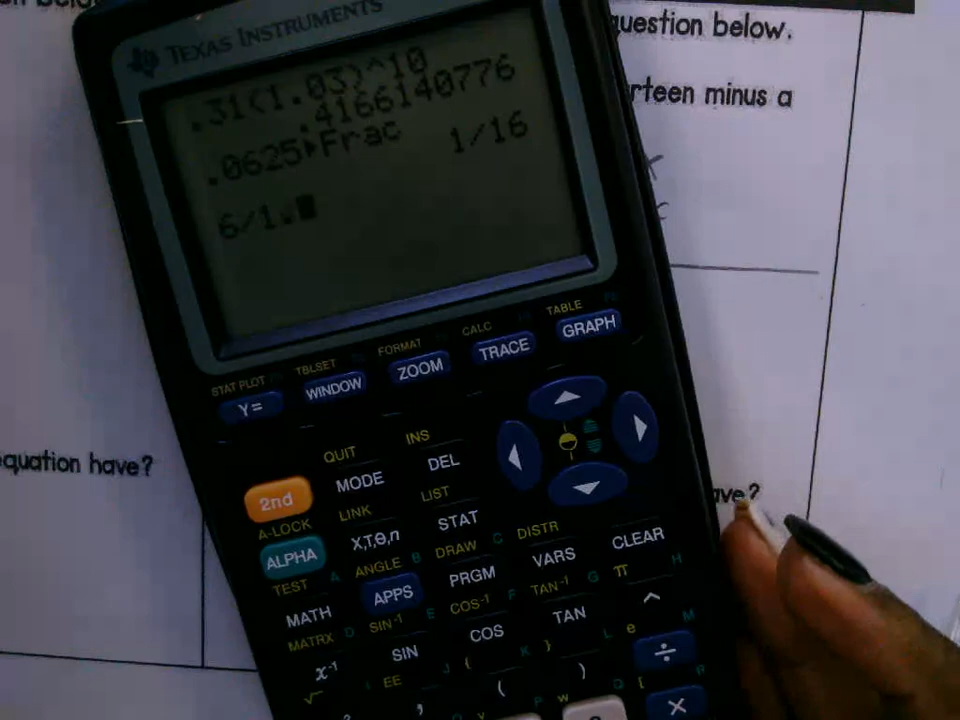 TEXAS INSTRUMENTS
question below.
rteen minus a
.31(1.03)^10
.4166140776
.0625►Frac
1/16
6/1.
STAT PLOT TBLSET FORMAT CALC TABLE
Y= WINDOW ZOOM TRACE GRAPH
equation have?
ave?
QUIT INS
2nd MODE DEL
A-LOCK LINK LIST
ALPHA X,T,θ,n STAT
TEST A ANGLE B DRAW C DISTR
MATH APPS PRGM VARS CLEAR
MATRX D SIN⁻¹ E COS⁻¹ F TAN⁻¹ G π H
x⁻¹ SIN COS TAN ^
√ I EE J { K } L e M
, ( ) ÷
P w Q [ R
×